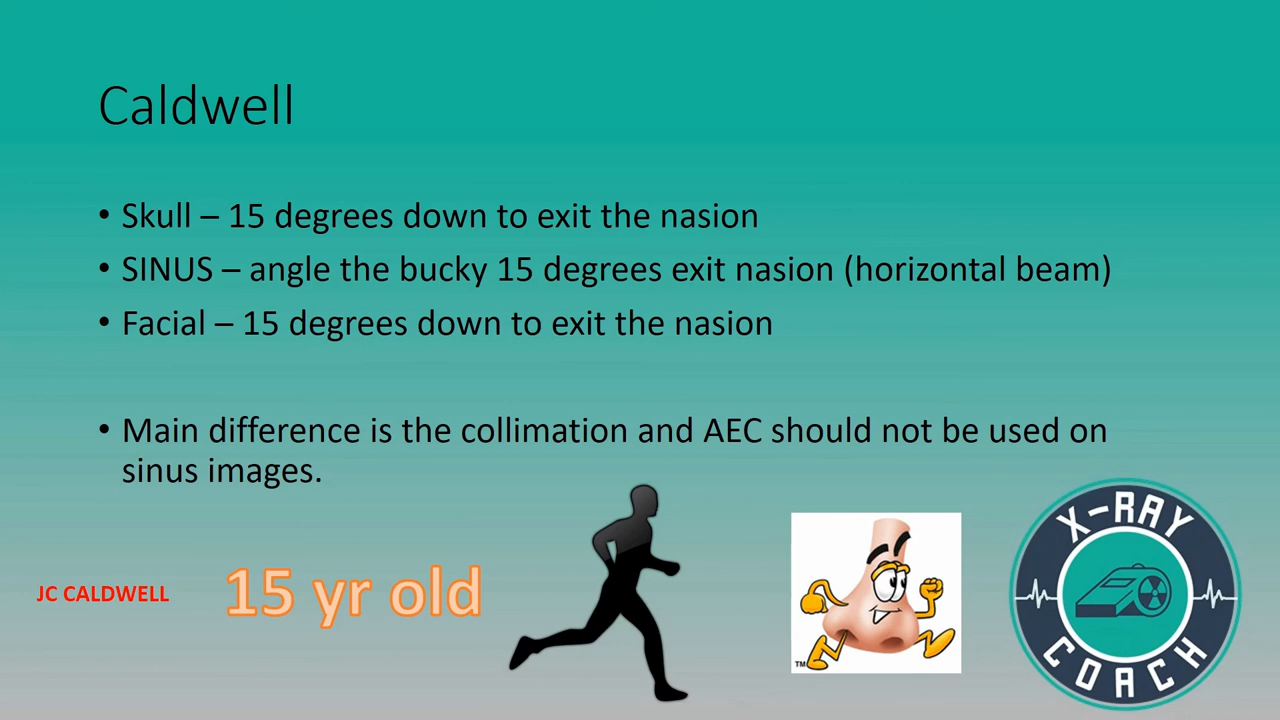 Caldwell
• Skull – 15 degrees down to exit the nasion
• SINUS – angle the bucky 15 degrees exit nasion (horizontal beam)
• Facial – 15 degrees down to exit the nasion
• Main difference is the collimation and AEC should not be used on
sinus images.
JC CALDWELL
15 yr old
TM
X-RAY
COACH